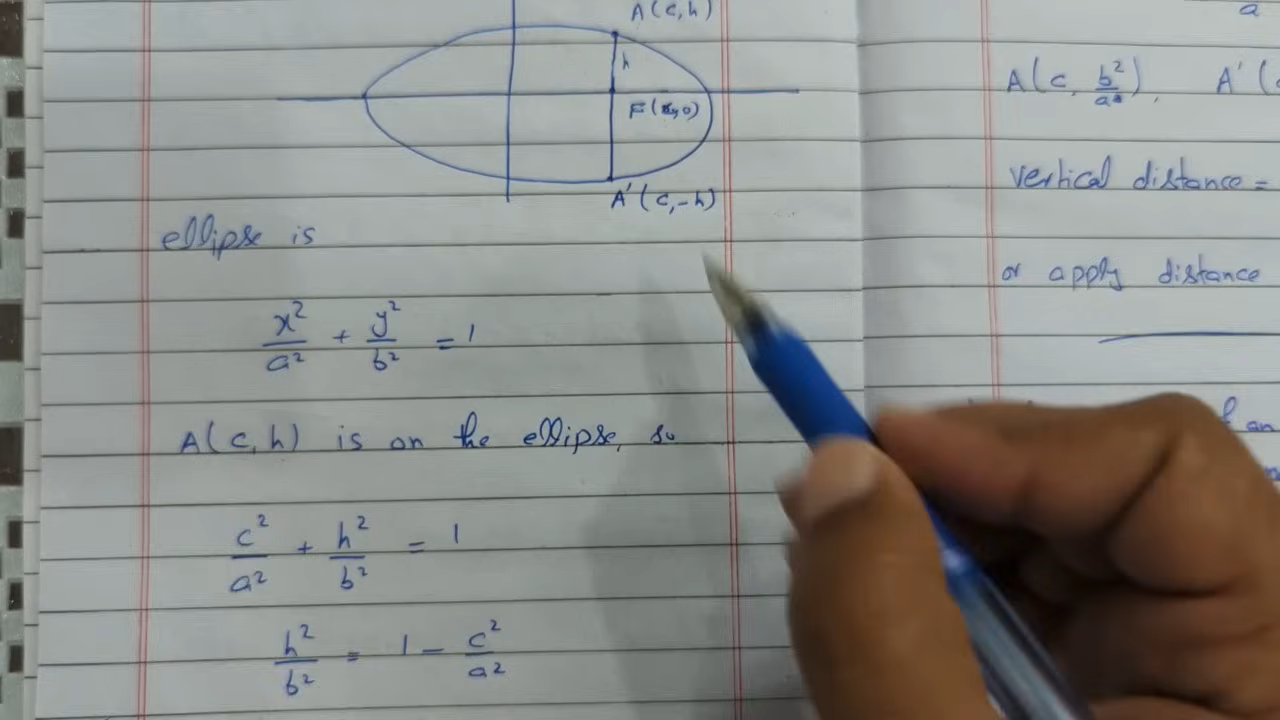 A(c,h)
h
F(c,0)
A'(c,-h)
ellipse is
x²/a² + y²/b² = 1
A(c,h) is on the ellipse, so
c²/a² + h²/b² = 1
h²/b² = 1 - c²/a²
a
A(c, b²/a), A'(
vertical distance =
or apply distance
an